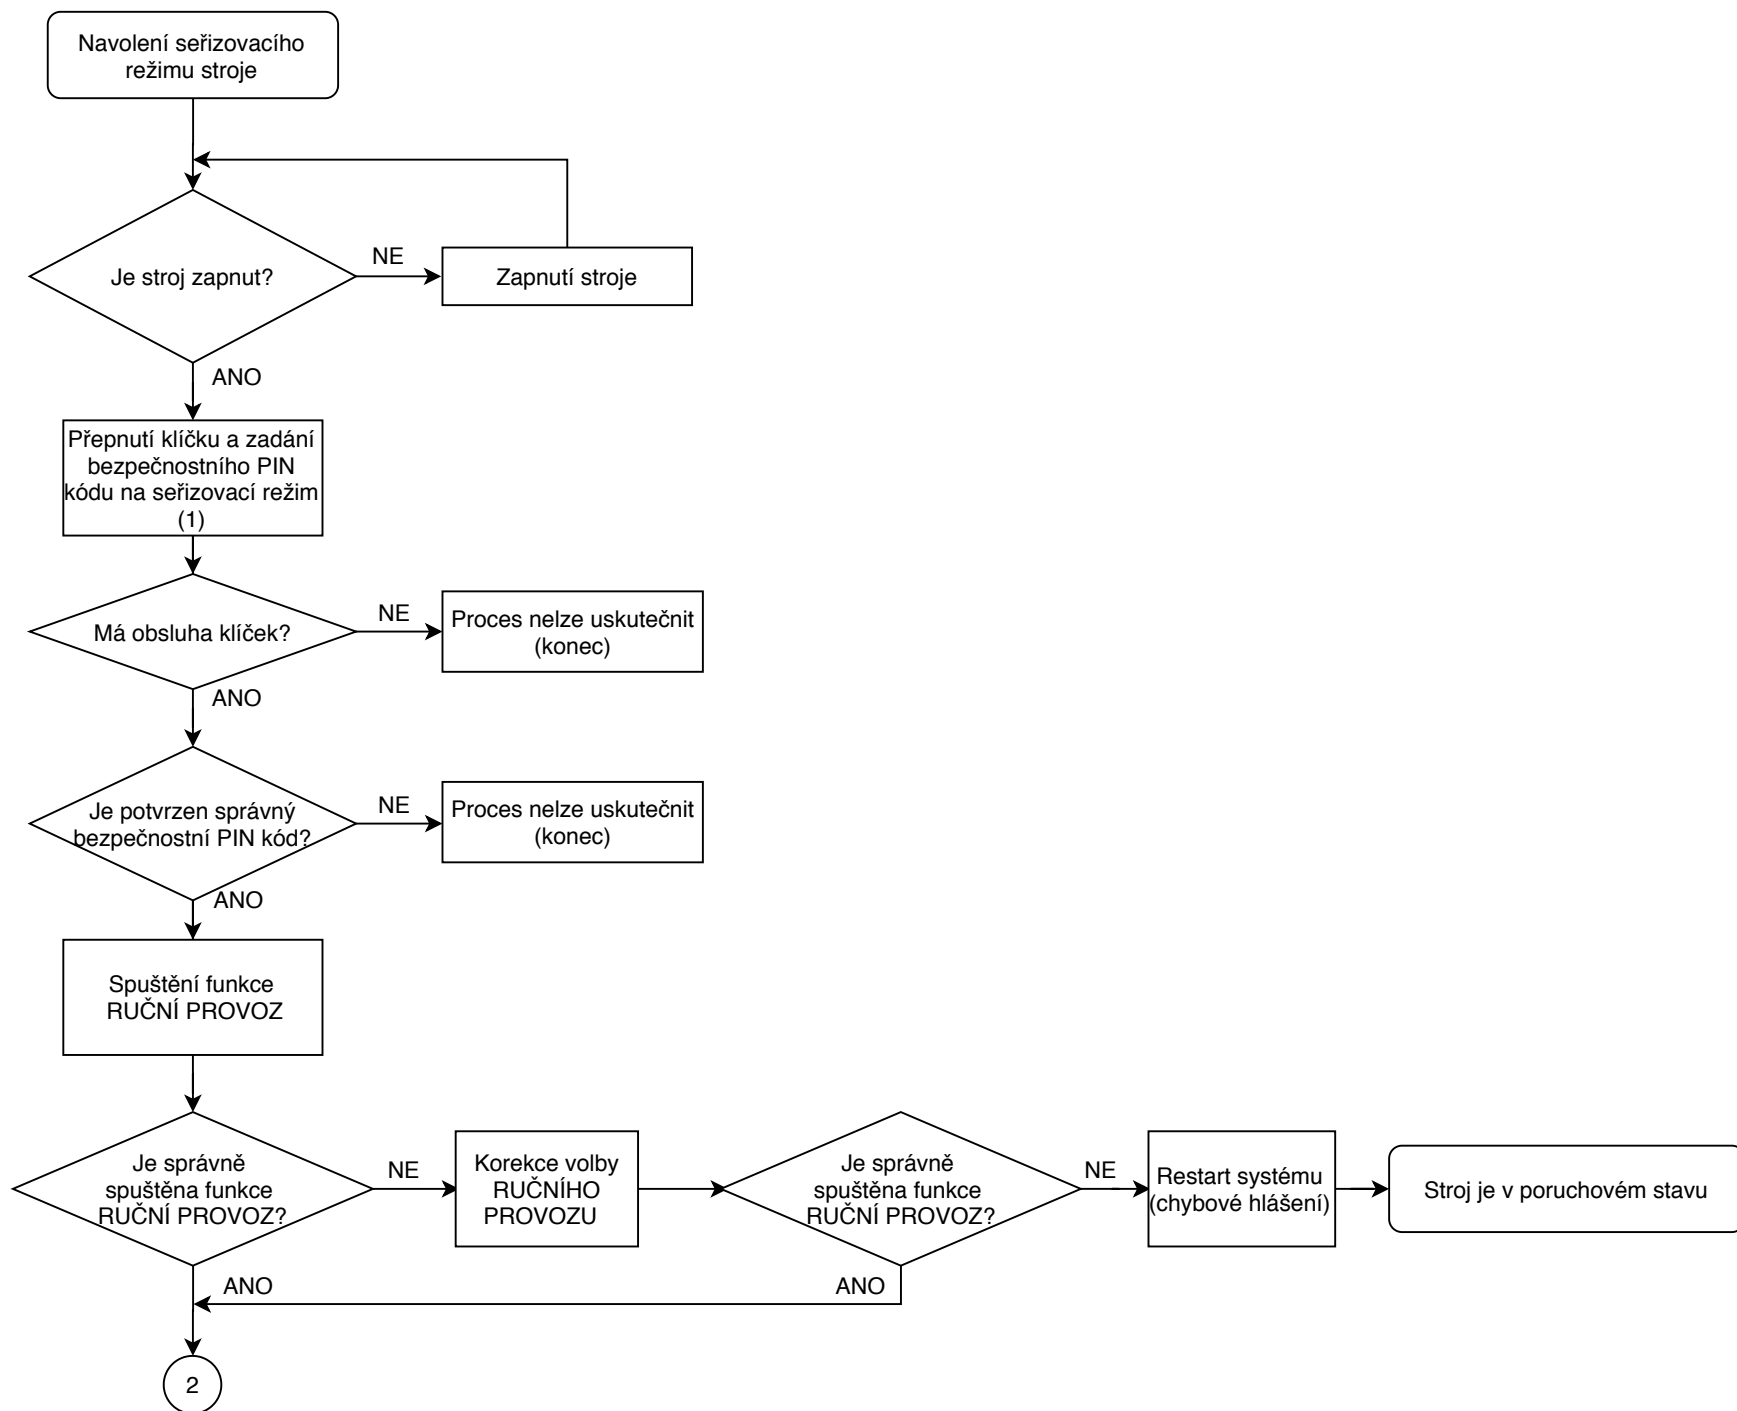 Navolení seřizovacího
režimu stroje
Je stroj zapnut?
NE
Zapnutí stroje
ANO
Přepnutí klíčku a zadání
bezpečnostního PIN
kódu na seřizovací režim
(1)
Má obsluha klíček?
NE
Proces nelze uskutečnit
(konec)
ANO
Je potvrzen správný
bezpečnostní PIN kód?
NE
Proces nelze uskutečnit
(konec)
ANO
Spuštění funkce
RUČNÍ PROVOZ
Je správně
spuštěna funkce
RUČNÍ PROVOZ?
NE
Korekce volby
RUČNÍHO
PROVOZU
Je správně
spuštěna funkce
RUČNÍ PROVOZ?
NE
Restart systému
(chybové hlášení)
Stroj je v poruchovém stavu
ANO
ANO
2